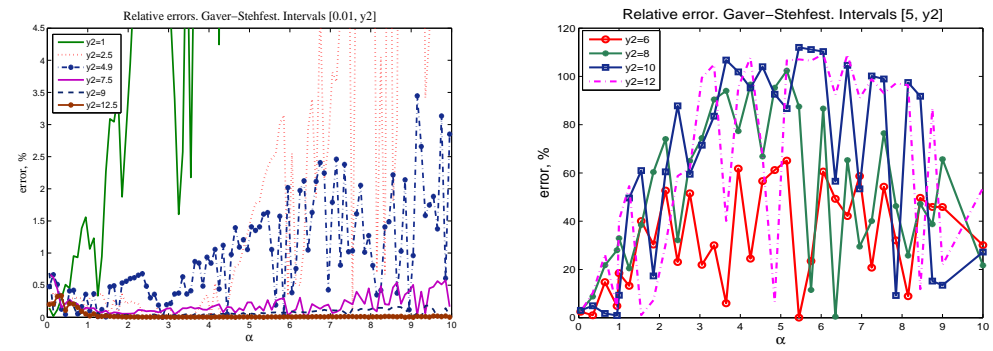 Relative errors. Gaver−Stehfest. Intervals [0.01, y2]
4.5
4
3.5
3
2.5
2
1.5
1
0.5
0
error, %
y2=1
y2=2.5
y2=4.9
y2=7.5
y2=9
y2=12.5
0 1 2 3 4 5 6 7 8 9 10
α
Relative error. Gaver−Stehfest. Intervals [5, y2]
120
100
80
60
40
20
0
error, %
y2=6
y2=8
y2=10
y2=12
0 1 2 3 4 5 6 7 8 9 10
α